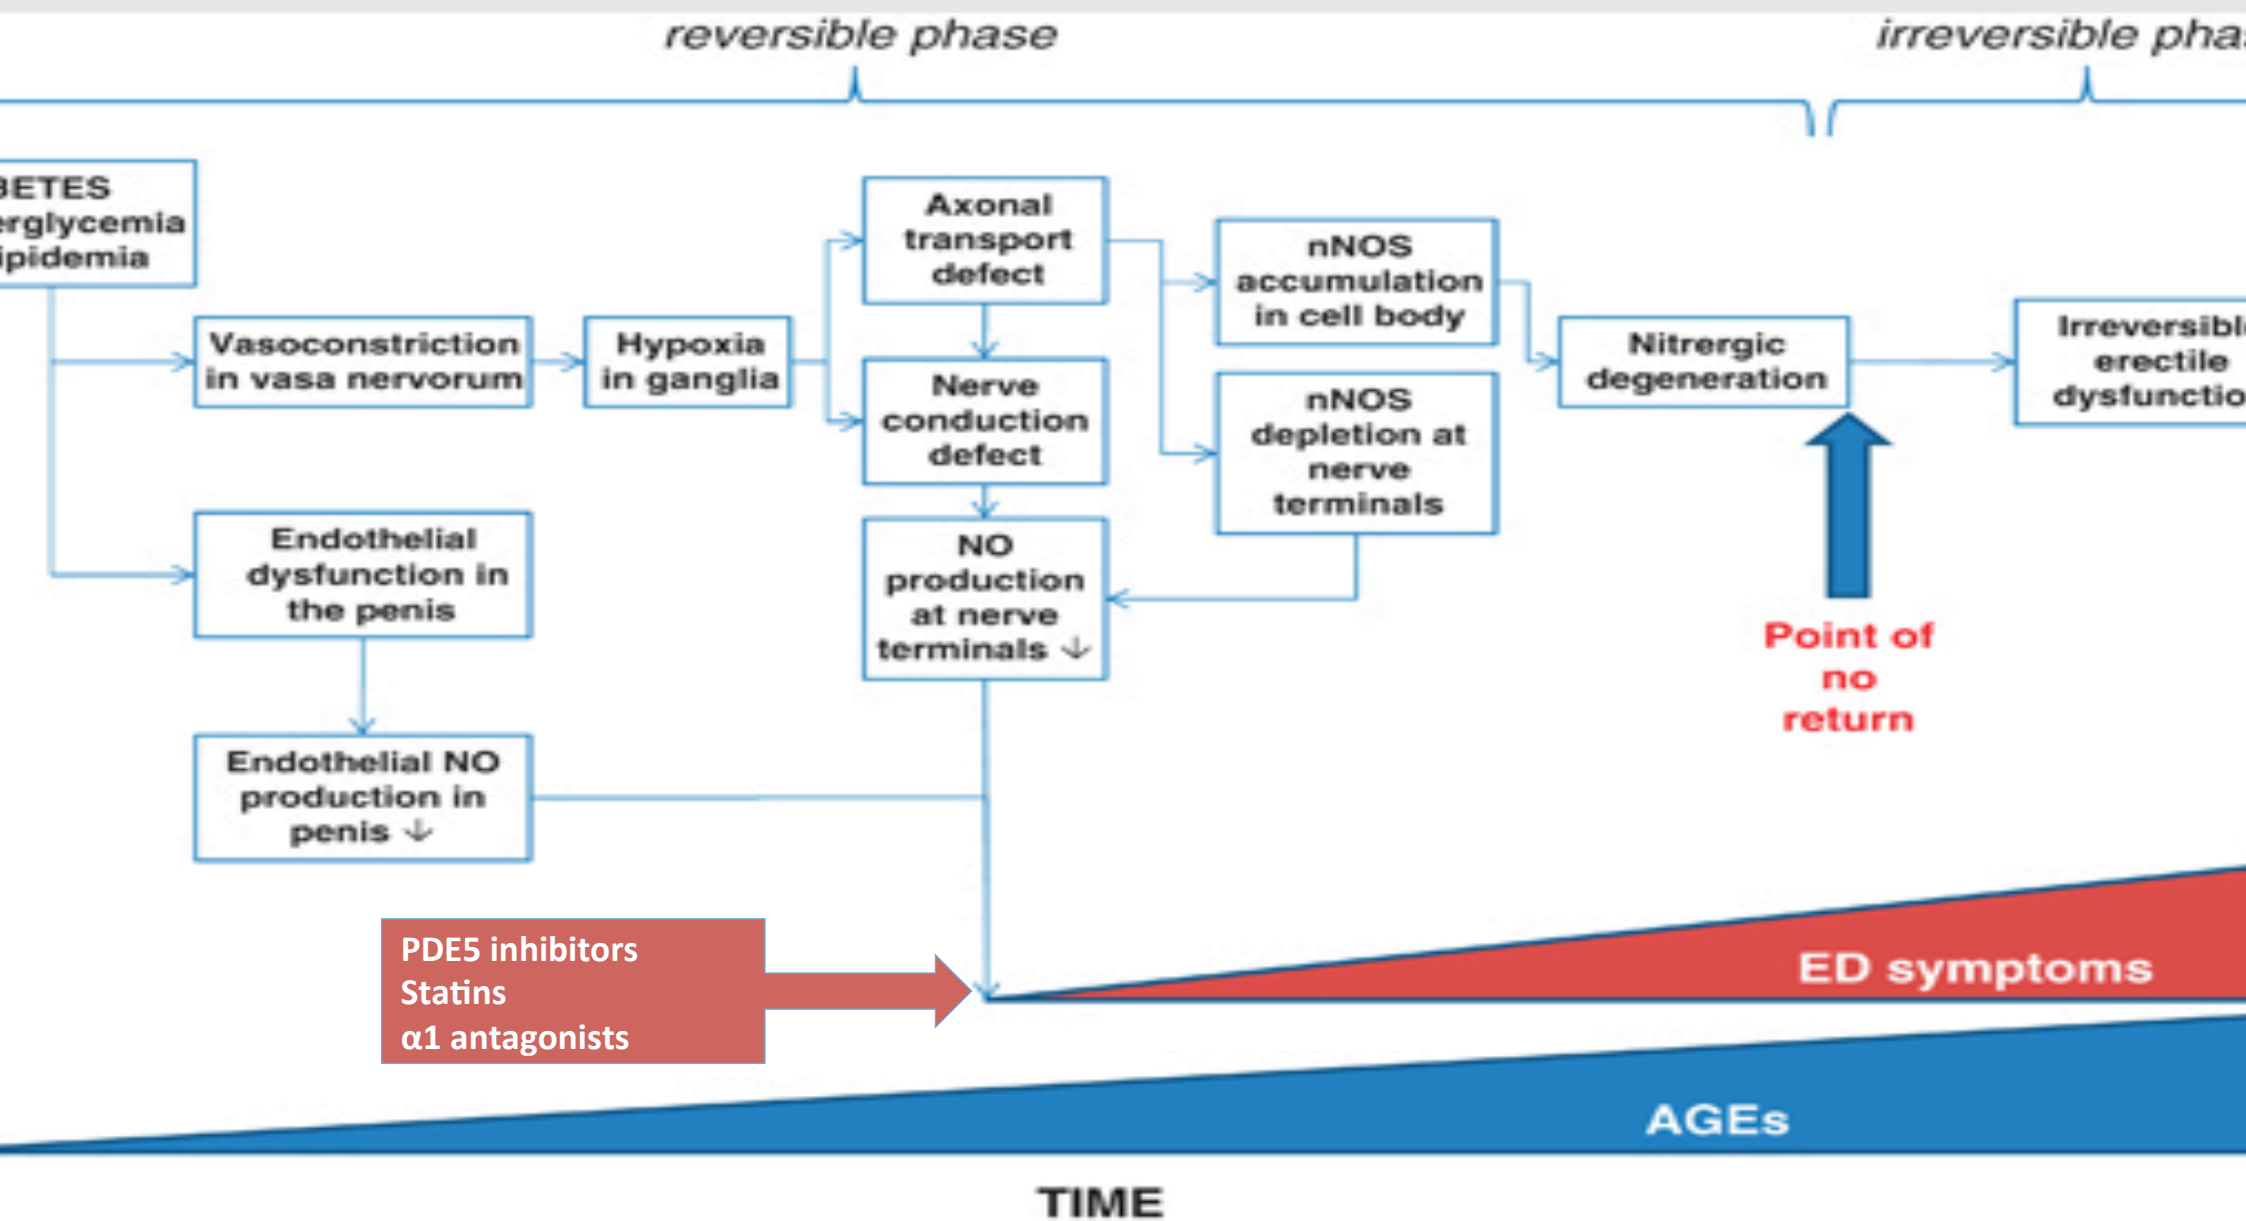 reversible phase
irreversible pha
BETES
erglycemia
ipidemia
Vasoconstriction
in vasa nervorum
Hypoxia
in ganglia
Axonal
transport
defect
Nerve
conduction
defect
NO
production
at nerve
terminals ↓
nNOS
accumulation
in cell body
nNOS
depletion at
nerve
terminals
Nitrergic
degeneration
Irreversibl
erectile
dysfunctio
Endothelial
dysfunction in
the penis
Endothelial NO
production in
penis ↓
Point of
no
return
PDE5 inhibitors
Statins
α1 antagonists
ED symptoms
AGEs
TIME